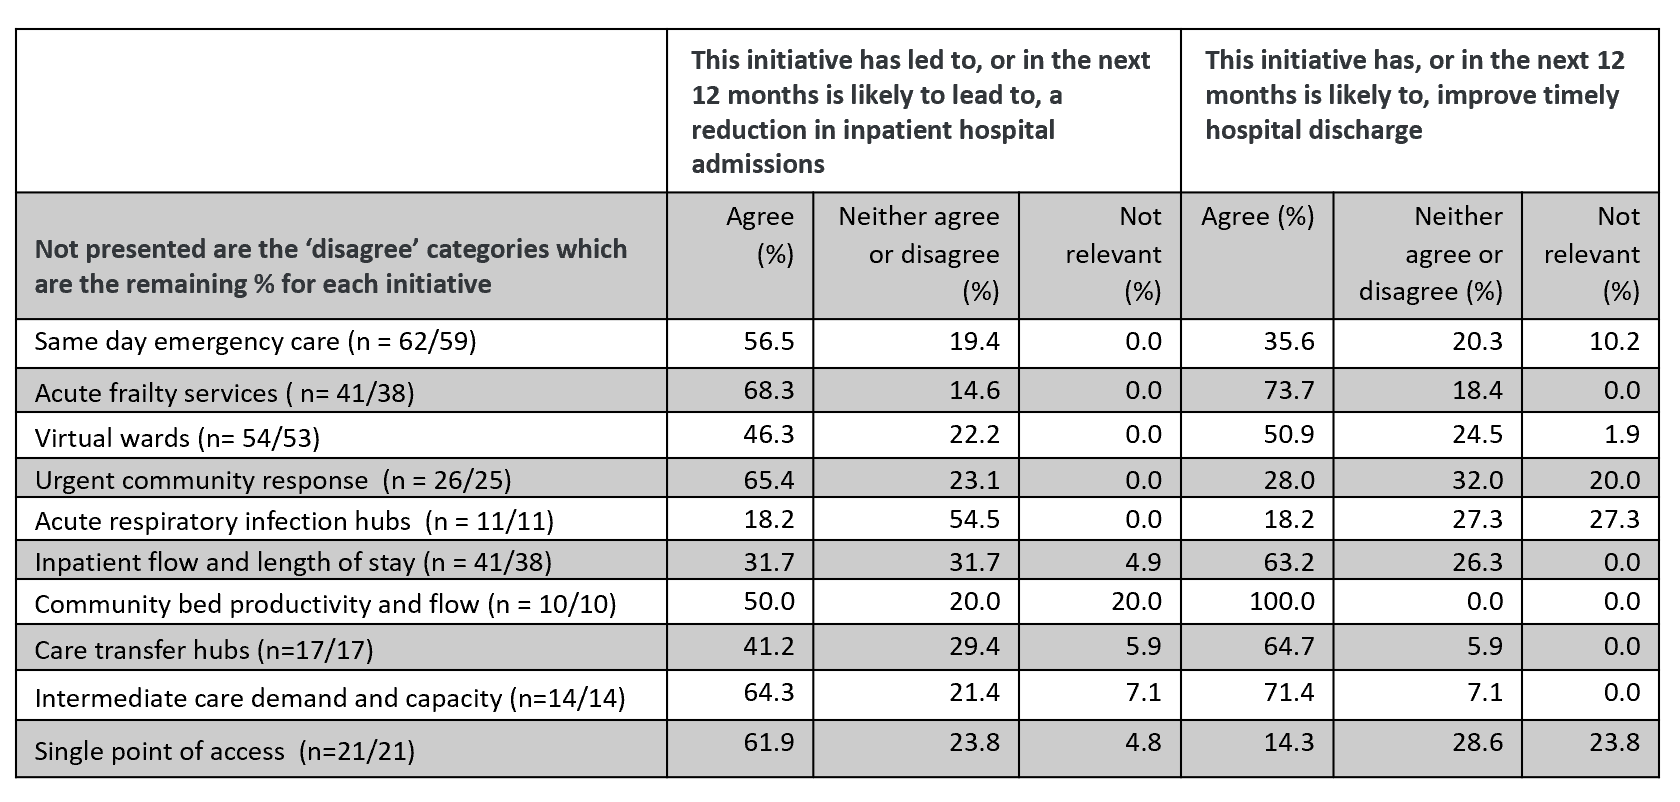 This initiative has led to, or in the next
12 months is likely to lead to, a
reduction in inpatient hospital
admissions
This initiative has, or in the next 12
months is likely to, improve timely
hospital discharge
Not presented are the ‘disagree’ categories which
are the remaining % for each initiative
Agree
(%)
Neither agree
or disagree
(%)
Not
relevant
(%)
Agree (%)
Neither
agree or
disagree (%)
Not
relevant
(%)
Same day emergency care (n = 62/59) 56.5 19.4 0.0 35.6 20.3 10.2
Acute frailty services ( n= 41/38) 68.3 14.6 0.0 73.7 18.4 0.0
Virtual wards (n= 54/53) 46.3 22.2 0.0 50.9 24.5 1.9
Urgent community response (n = 26/25) 65.4 23.1 0.0 28.0 32.0 20.0
Acute respiratory infection hubs (n = 11/11) 18.2 54.5 0.0 18.2 27.3 27.3
Inpatient flow and length of stay (n = 41/38) 31.7 31.7 4.9 63.2 26.3 0.0
Community bed productivity and flow (n = 10/10) 50.0 20.0 20.0 100.0 0.0 0.0
Care transfer hubs (n=17/17) 41.2 29.4 5.9 64.7 5.9 0.0
Intermediate care demand and capacity (n=14/14) 64.3 21.4 7.1 71.4 7.1 0.0
Single point of access (n=21/21) 61.9 23.8 4.8 14.3 28.6 23.8